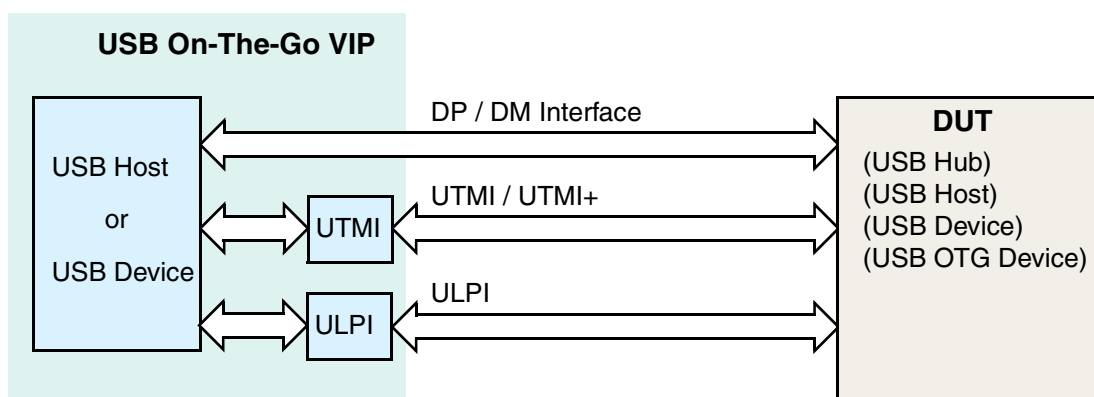 USB On-The-Go VIP
USB Host
or
USB Device
UTMI
ULPI
DP / DM Interface
UTMI / UTMI+
ULPI
DUT
(USB Hub)
(USB Host)
(USB Device)
(USB OTG Device)